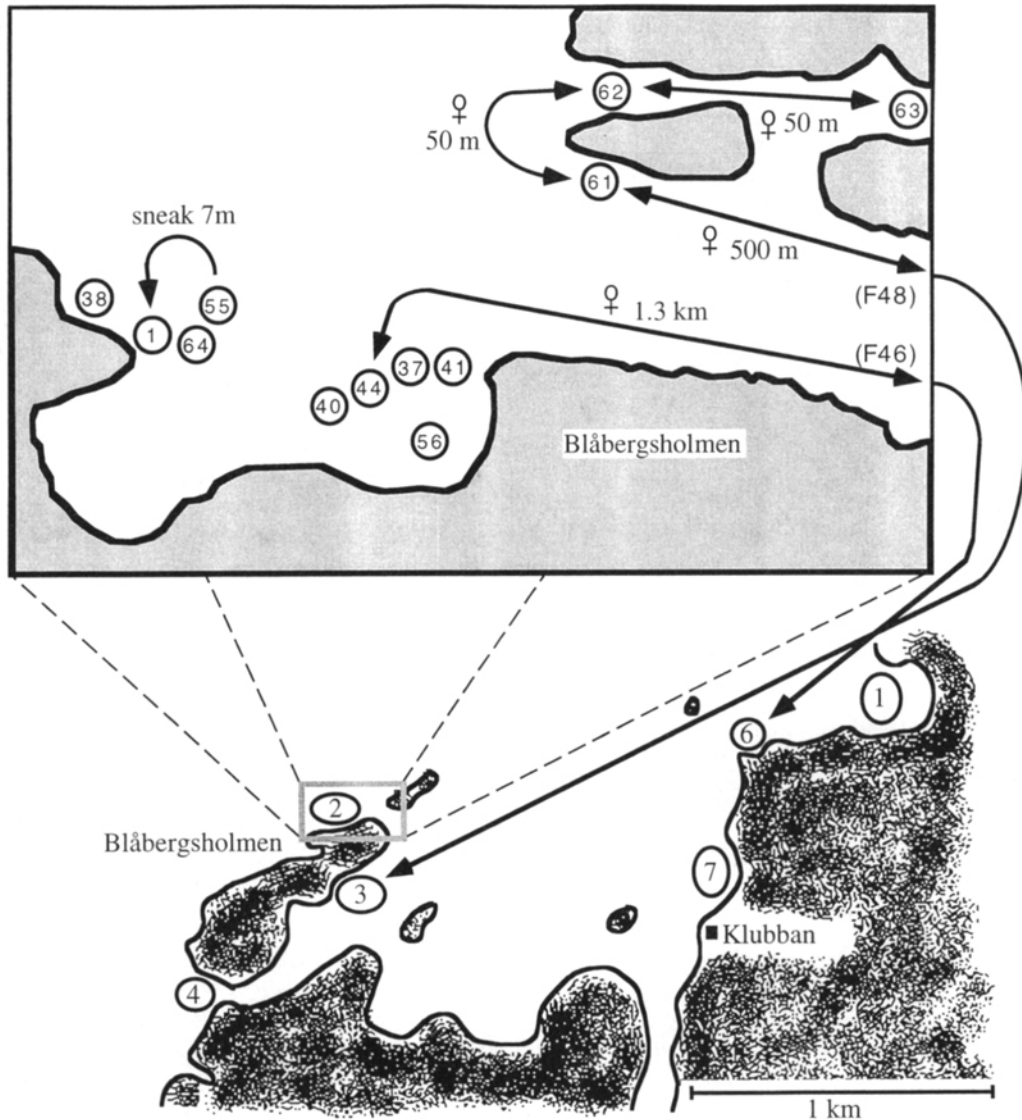 62
63
♀
50 m
♀ 50 m
61
sneak 7m
♀ 500 m
38
55
(F48)
♀ 1.3 km
1
64
(F46)
37
41
44
40
56
Blåbergsholmen
1
6
2
Blåbergsholmen
3
7
Klubban
4
1 km